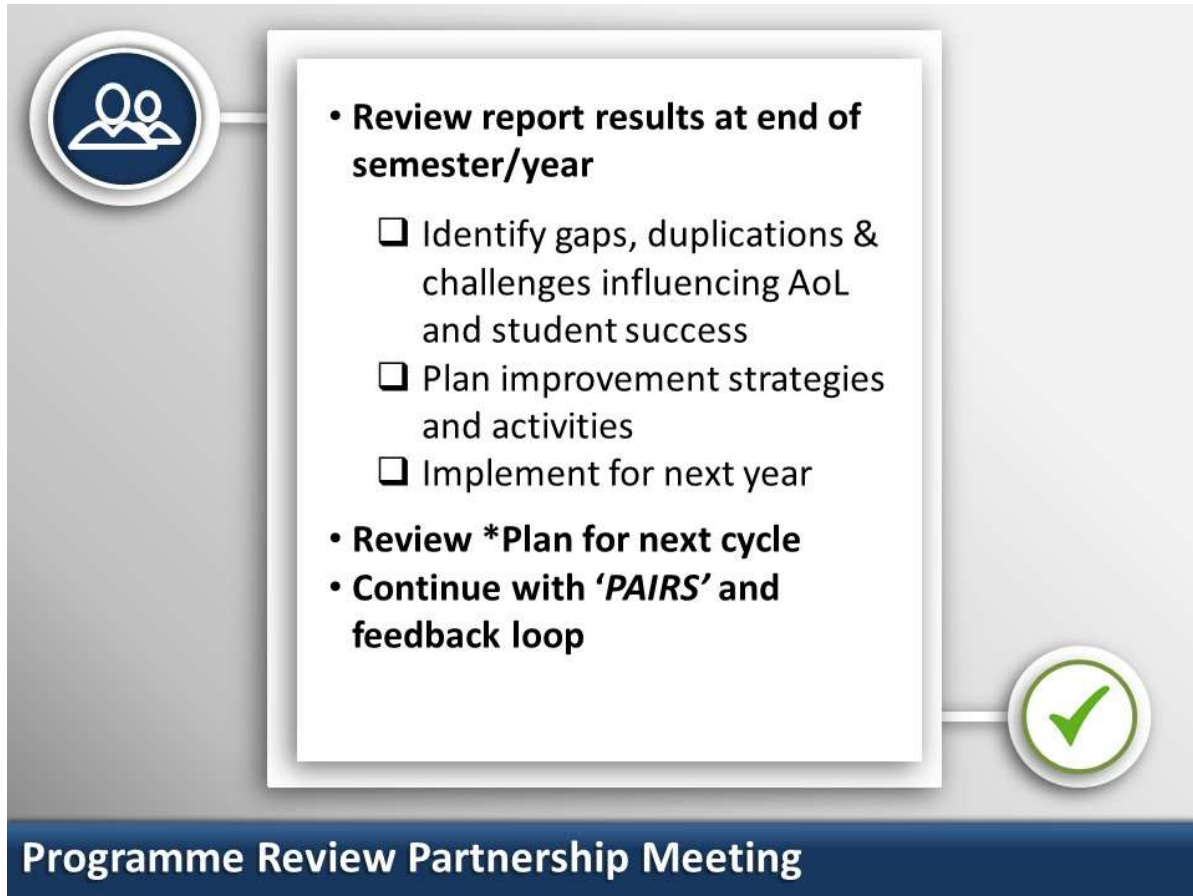 • Review report results at end of
semester/year
❑ Identify gaps, duplications &
challenges influencing AoL
and student success
❑ Plan improvement strategies
and activities
❑ Implement for next year
• Review *Plan for next cycle
• Continue with ‘PAIRS’ and
feedback loop
Programme Review Partnership Meeting